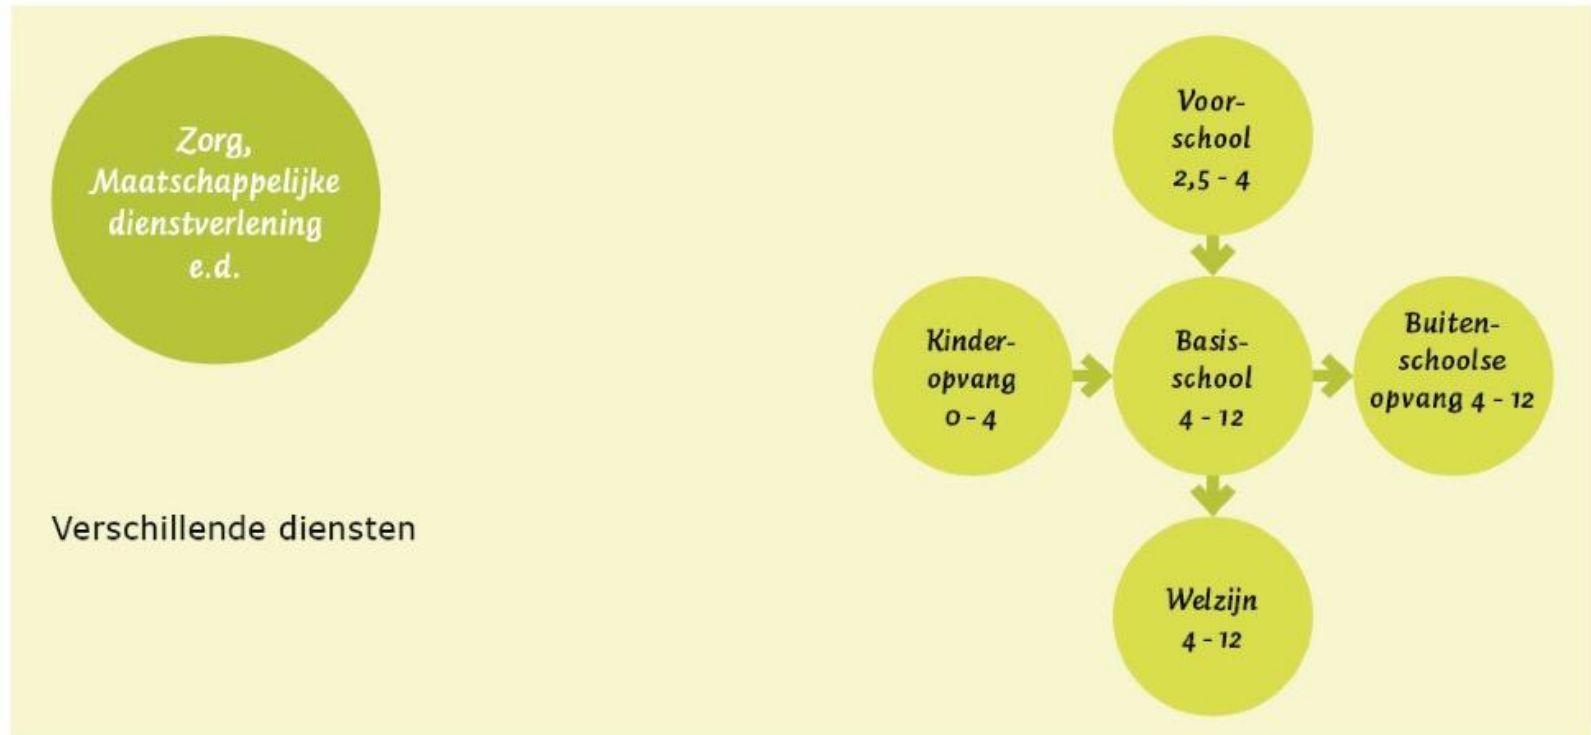 Zorg,
Maatschappelijke
dienstverlening
e.d.
Verschillende diensten
Voor-
school
2,5 - 4
Kinder-
opvang
0 - 4
Basis-
school
4 - 12
Buiten-
schoolse
opvang 4 - 12
Welzijn
4 - 12